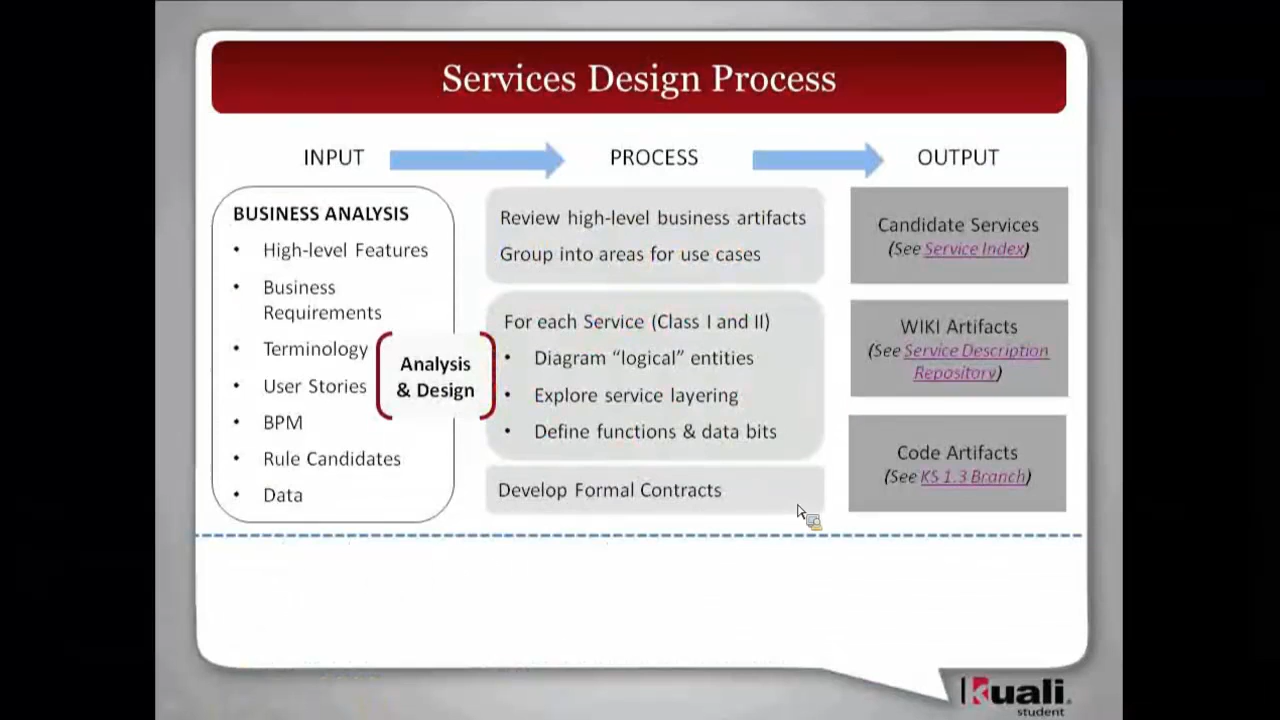 Services Design Process
INPUT
PROCESS
OUTPUT
BUSINESS ANALYSIS
• High-level Features
• Business
Requirements
• Terminology
• User Stories
• BPM
• Rule Candidates
• Data
Analysis
& Design
Review high-level business artifacts
Group into areas for use cases
For each Service (Class I and II)
• Diagram “logical” entities
• Explore service layering
• Define functions & data bits
Develop Formal Contracts
Candidate Services
(See Service Index)
WIKI Artifacts
(See Service Description
Repository)
Code Artifacts
(See KS 1.3 Branch)
kuali
student